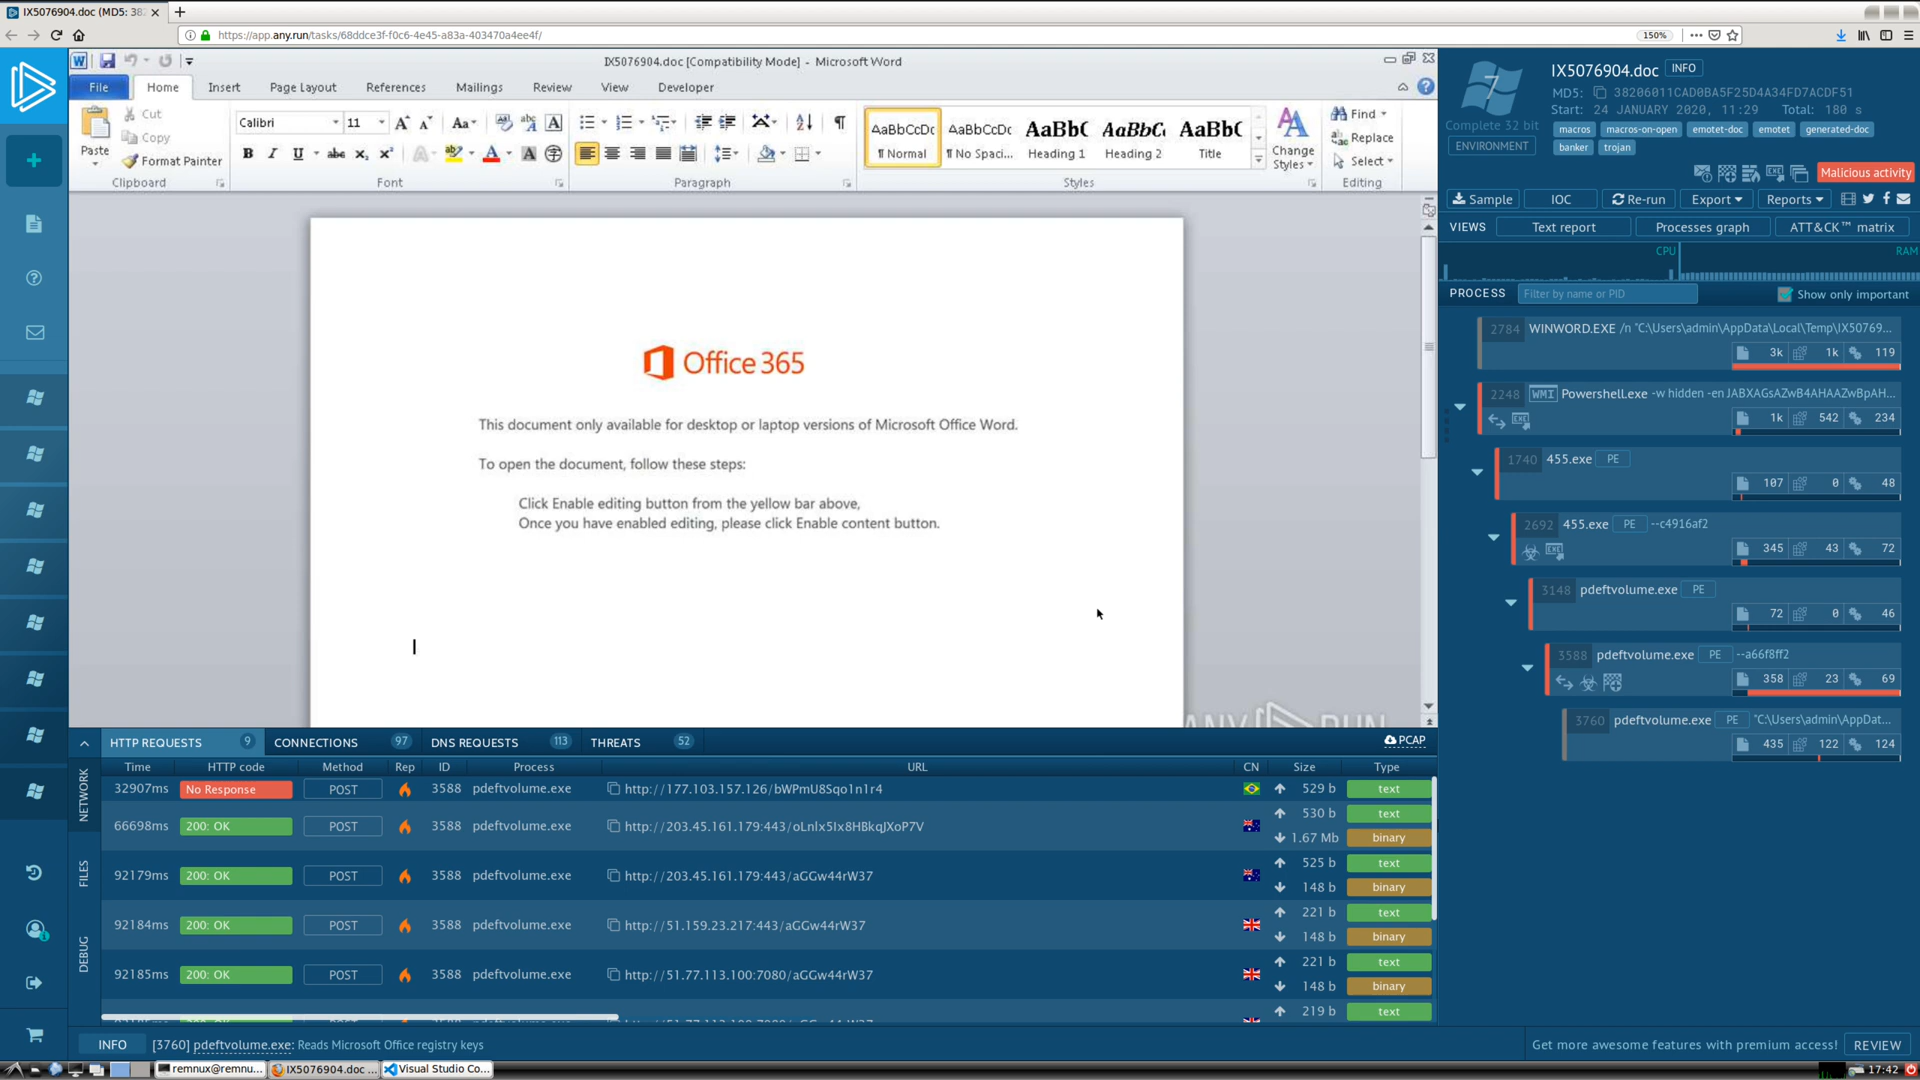 IX5076904.doc (MD5: 38
https://app.any.run/tasks/68ddce3f-f0c6-4e45-a83a-403470a4ee4f/
150%
IX5076904.doc [Compatibility Mode] - Microsoft Word
File Home Insert Page Layout References Mailings Review View Developer
Paste
Cut
Copy
Format Painter
Clipboard
Calibri 11
Font
Paragraph
AaBbCcDc AaBbCcDc AaBbC AaBbCc AaBbC
¶ Normal ¶ No Spaci... Heading 1 Heading 2 Title
Styles
Change Styles
Find
Replace
Select
Editing
Office 365
This document only available for desktop or laptop versions of Microsoft Office Word.
To open the document, follow these steps:
Click Enable editing button from the yellow bar above,
Once you have enabled editing, please click Enable content button.
IX5076904.doc INFO
MD5: 38206011CAD0BA5F25D4A34FD7ACDF51
Start: 24 JANUARY 2020, 11:29 Total: 180 s
7
Complete 32 bit
ENVIRONMENT
macros macros-on-open emotet-doc emotet generated-doc
banker trojan
Malicious activity
Sample IOC Re-run Export Reports
VIEWS Text report Processes graph ATT&CK™ matrix
CPU RAM
PROCESS Filter by name or PID Show only important
2784 WINWORD.EXE /n "C:\Users\admin\AppData\Local\Temp\IX50769...
3k 1k 119
2248 WMI Powershell.exe -w hidden -en JABXAGsAZwB4AHAAZwBpAH...
1k 542 234
1740 455.exe PE
107 0 48
2692 455.exe PE --c4916af2
345 43 72
3148 pdeftvolume.exe PE
72 0 46
3588 pdeftvolume.exe PE --a66f8ff2
358 23 69
3760 pdeftvolume.exe PE "C:\Users\admin\AppDat...
435 122 124
HTTP REQUESTS 9 CONNECTIONS 97 DNS REQUESTS 113 THREATS 52 PCAP
NETWORK
FILES
DEBUG
Time HTTP code Method Rep ID Process URL CN Size Type
32907ms No Response POST 3588 pdeftvolume.exe http://177.103.157.126/bWPmU8Sqo1n1r4 529 b text
66698ms 200: OK POST 3588 pdeftvolume.exe http://203.45.161.179:443/oLnlx5Ix8HBkqJXoP7V 530 b text
1.67 Mb binary
92179ms 200: OK POST 3588 pdeftvolume.exe http://203.45.161.179:443/aGGw44rW37 525 b text
148 b binary
92184ms 200: OK POST 3588 pdeftvolume.exe http://51.159.23.217:443/aGGw44rW37 221 b text
148 b binary
92185ms 200: OK POST 3588 pdeftvolume.exe http://51.77.113.100:7080/aGGw44rW37 221 b text
148 b binary
219 b text
INFO [3760] pdeftvolume.exe: Reads Microsoft Office registry keys
Get more awesome features with premium access! REVIEW
remnux@remnu... IX5076904.doc ... Visual Studio Co... 17:42